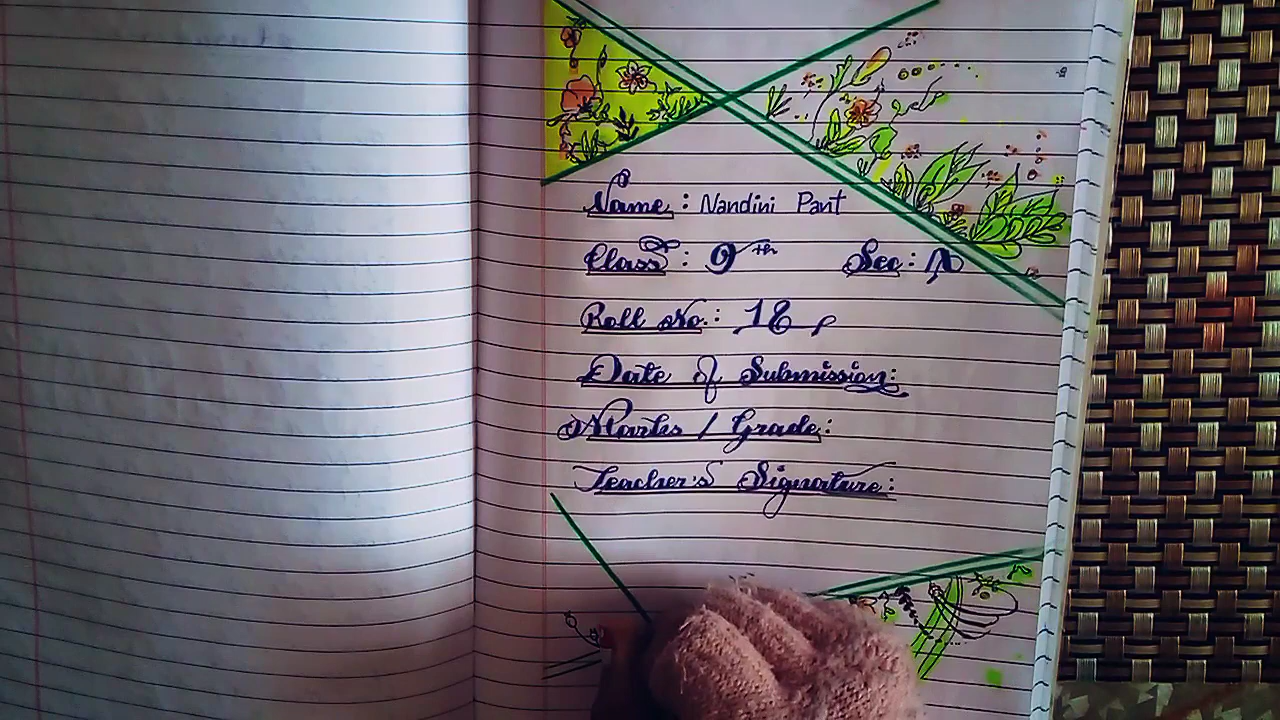 Name : Nandini Pant
Class : 9th Sec : A
Roll No. : 18
Date of Submission:
Marks / Grade:
Teacher's Signature: